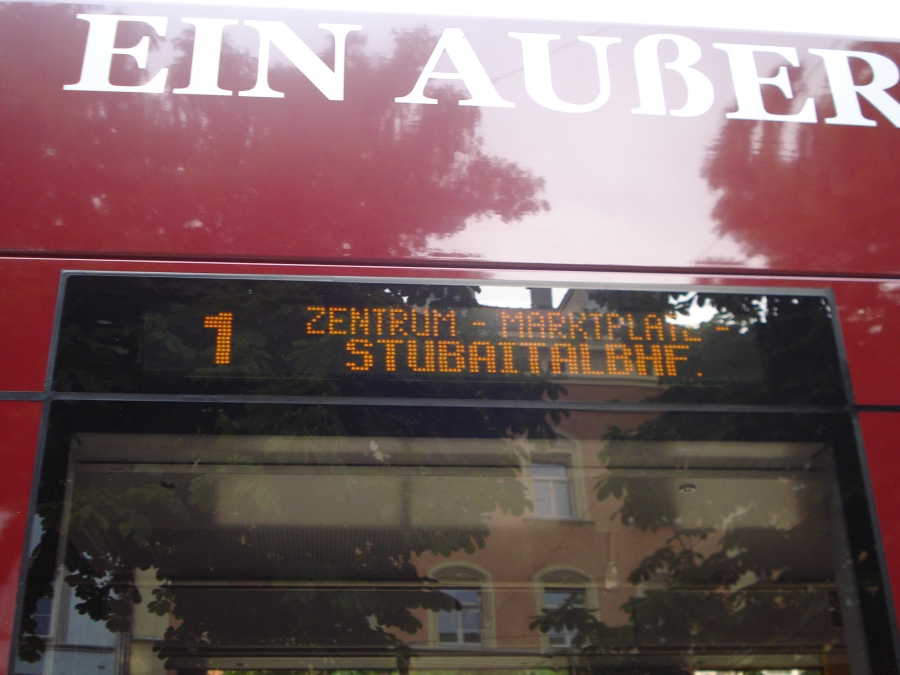 EIN AUßER
1 ZENTRUM - MARKTPLATZ -
STUBAITALBHF.